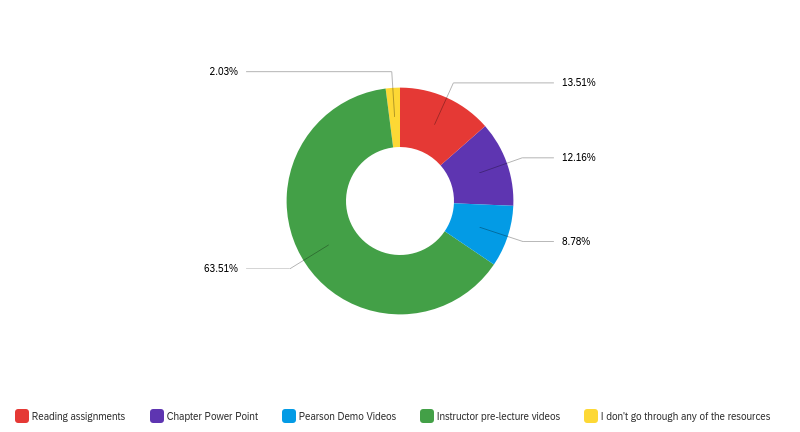 2.03%
13.51%
12.16%
8.78%
63.51%
Reading assignments
Chapter Power Point
Pearson Demo Videos
Instructor pre-lecture videos
I don't go through any of the resources